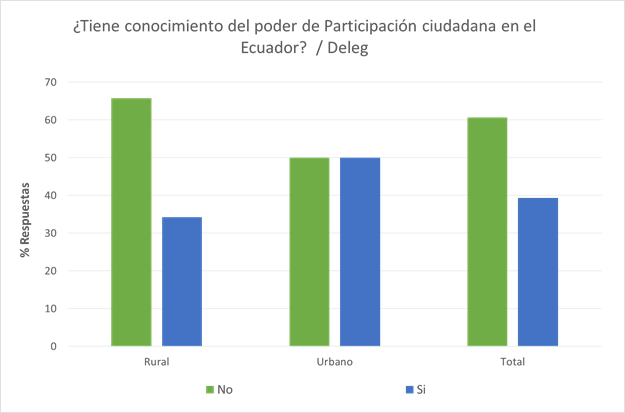 ¿Tiene conocimiento del poder de Participación ciudadana en el
Ecuador?  / Deleg
70
60
50
40
30
20
10
0
% Respuestas
Rural
Urbano
Total
No
Si